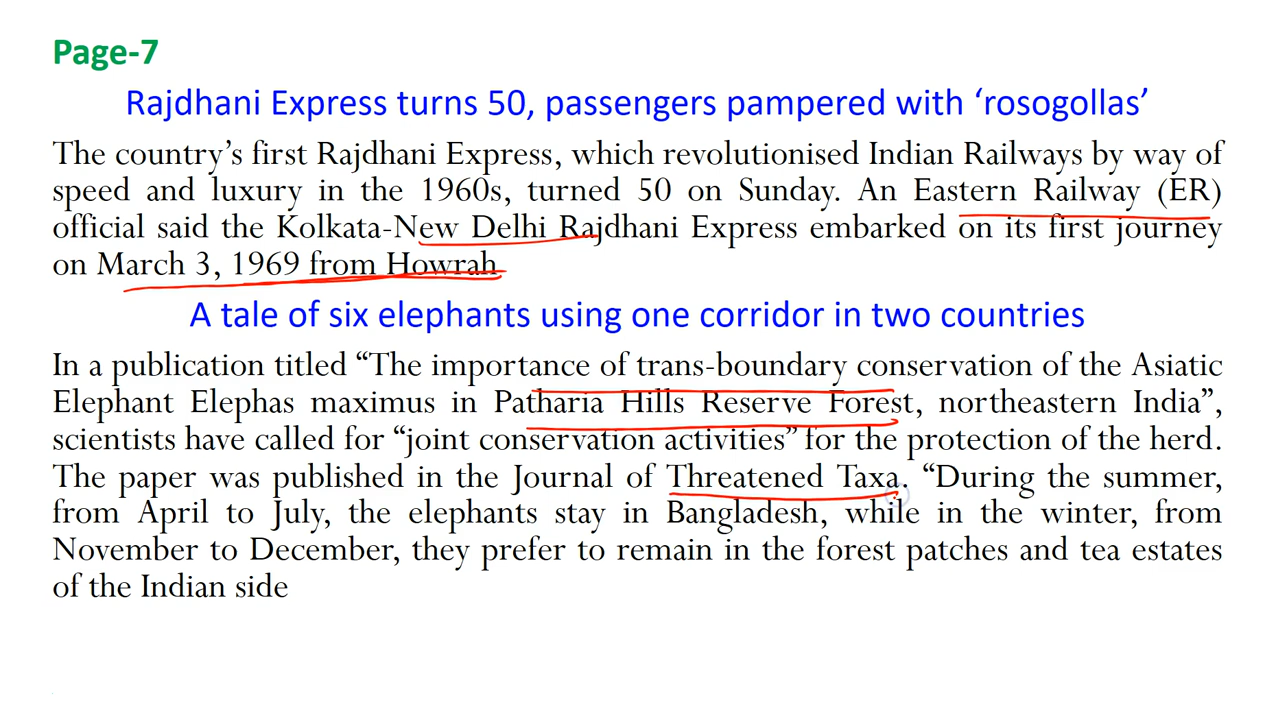 Page-7
Rajdhani Express turns 50, passengers pampered with ‘rosogollas’
The country’s first Rajdhani Express, which revolutionised Indian Railways by way of
speed and luxury in the 1960s, turned 50 on Sunday. An Eastern Railway (ER)
official said the Kolkata-New Delhi Rajdhani Express embarked on its first journey
on March 3, 1969 from Howrah
A tale of six elephants using one corridor in two countries
In a publication titled “The importance of trans-boundary conservation of the Asiatic
Elephant Elephas maximus in Patharia Hills Reserve Forest, northeastern India”,
scientists have called for “joint conservation activities” for the protection of the herd.
The paper was published in the Journal of Threatened Taxa. “During the summer,
from April to July, the elephants stay in Bangladesh, while in the winter, from
November to December, they prefer to remain in the forest patches and tea estates
of the Indian side